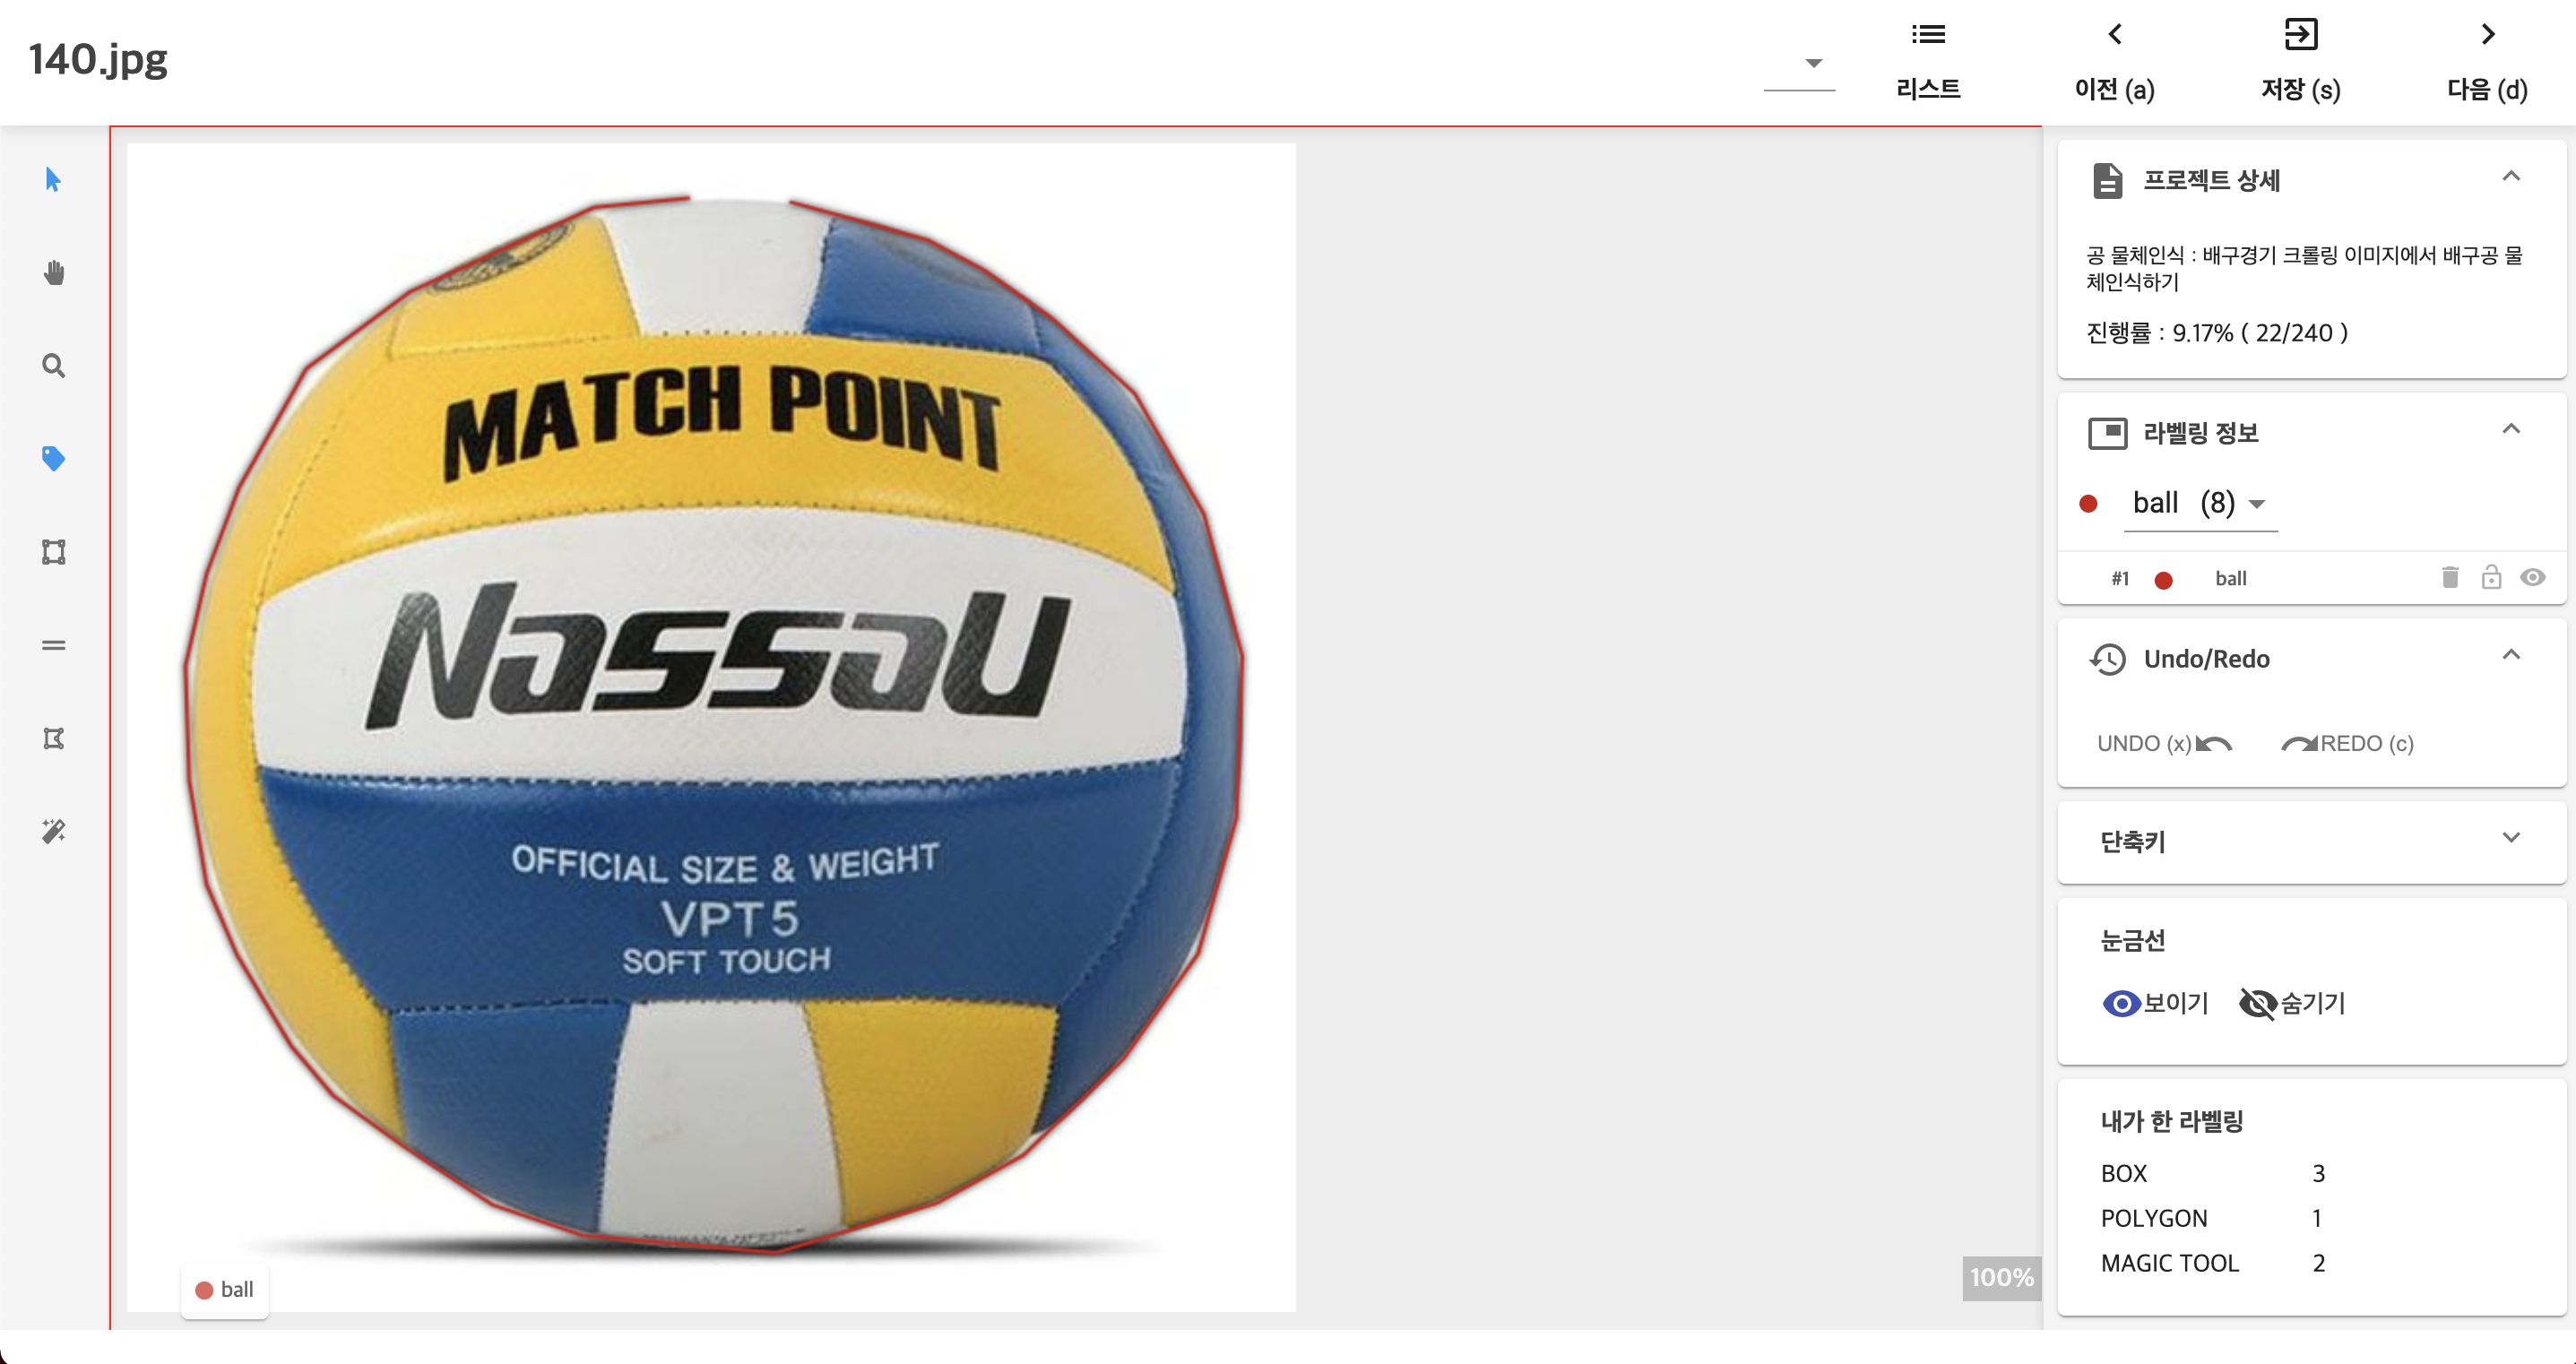 140.jpg
리스트
이전 (a)
저장 (s)
다음 (d)
MATCH POINT
Nassau
OFFICIAL SIZE & WEIGHT
VPT 5
SOFT TOUCH
ball
100%
프로젝트 상세
공 물체인식 : 배구경기 크롤링 이미지에서 배구공 물
체인식하기
진행률 : 9.17% ( 22/240 )
라벨링 정보
ball (8)
#1 ball
Undo/Redo
UNDO (x) REDO (c)
단축키
눈금선
보이기 숨기기
내가 한 라벨링
BOX 3
POLYGON 1
MAGIC TOOL 2